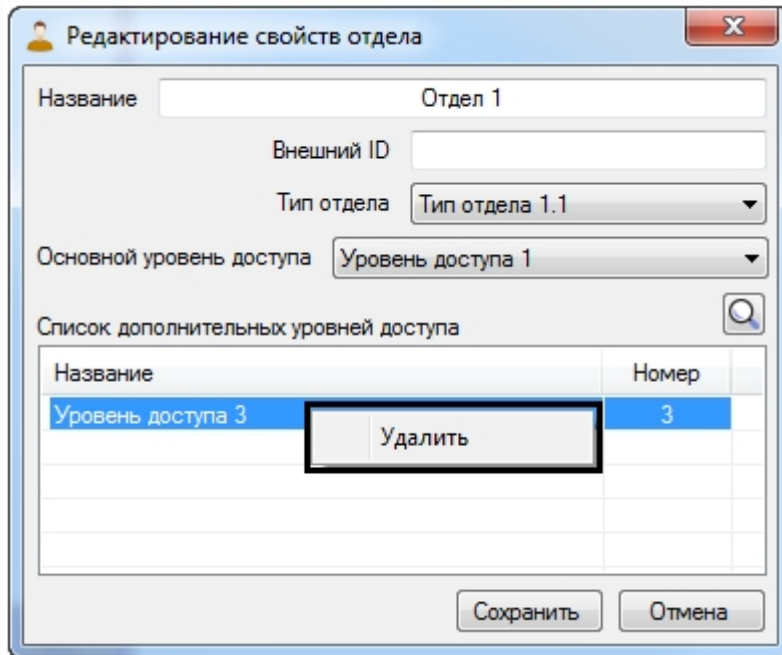 Редактирование свойств отдела
Название Отдел 1
Внешний ID
Тип отдела Тип отдела 1.1
Основной уровень доступа Уровень доступа 1
Список дополнительных уровней доступа
Название Номер
Уровень доступа 3 3
Удалить
Сохранить Отмена